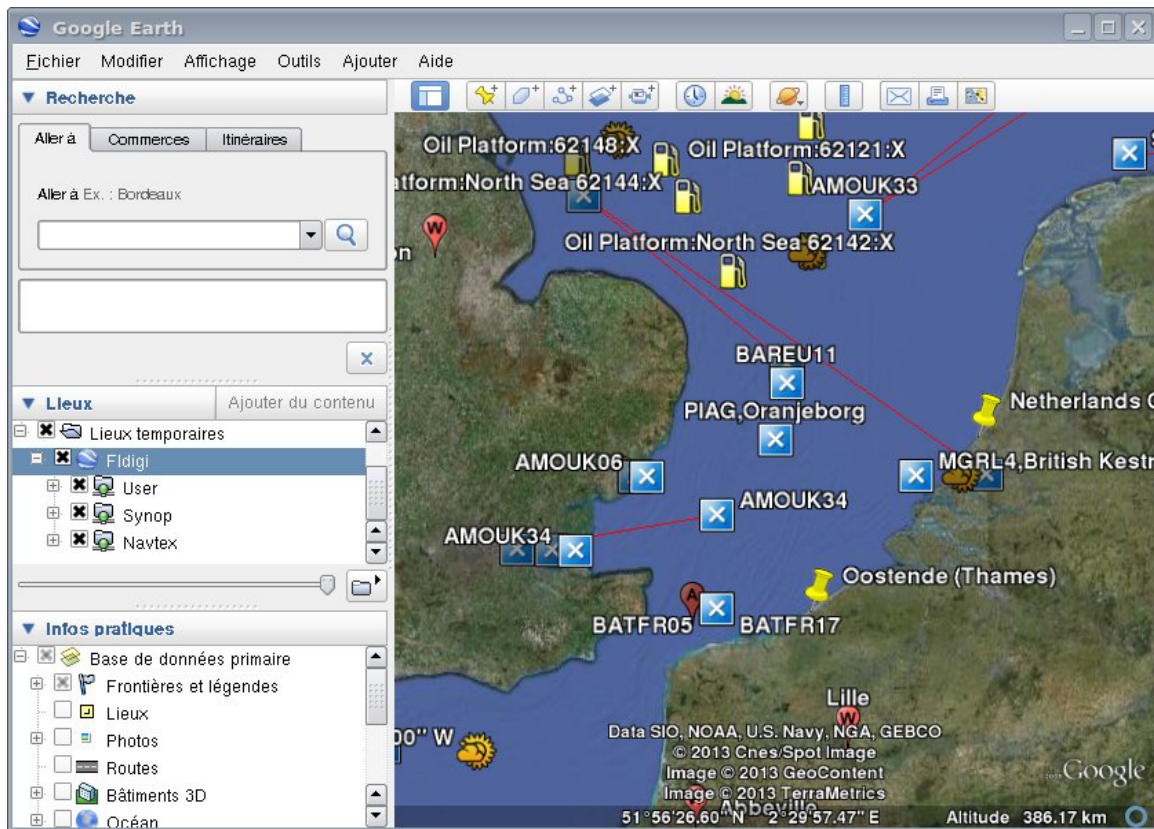 Google Earth
Fichier Modifier Affichage Outils Ajouter Aide
Recherche
Aller à Commerces Itinéraires
Aller à Ex. : Bordeaux
Lieux Ajouter du contenu
Lieux temporaires
Fldigi
User
Synop
Navtex
Infos pratiques
Base de données primaire
Frontières et légendes
Lieux
Photos
Routes
Bâtiments 3D
Océan
Oil Platform:62148:X
Oil Platform:62121:X
atform:North Sea 62144:X
AMOUK33
Oil Platform:North Sea 62142:X
W
on
BAREU11
PIAG,Oranjeborg
Netherlands
AMOUK06
MGRL4,British Kestr
AMOUK34
AMOUK34
Oostende (Thames)
A
BATFR05
BATFR17
Lille
W
00" W
Data SIO, NOAA, U.S. Navy, NGA, GEBCO
© 2013 Cnes/Spot Image
Image © 2013 GeoContent
Image © 2013 TerraMetrics
Google
Abbeville
51°56'26.60" N 2°29'57.47" E Altitude 386.17 km